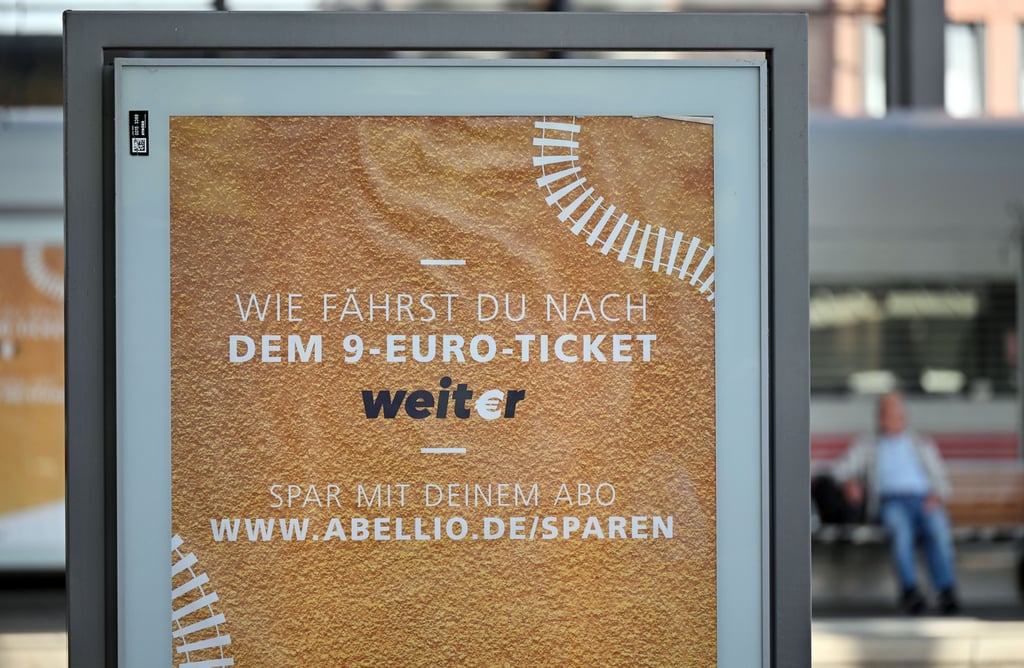 WIE FÄHRST DU NACH
DEM 9-EURO-TICKET
weit€r
SPAR MIT DEINEM ABO
WWW.ABELLIO.DE/SPAREN